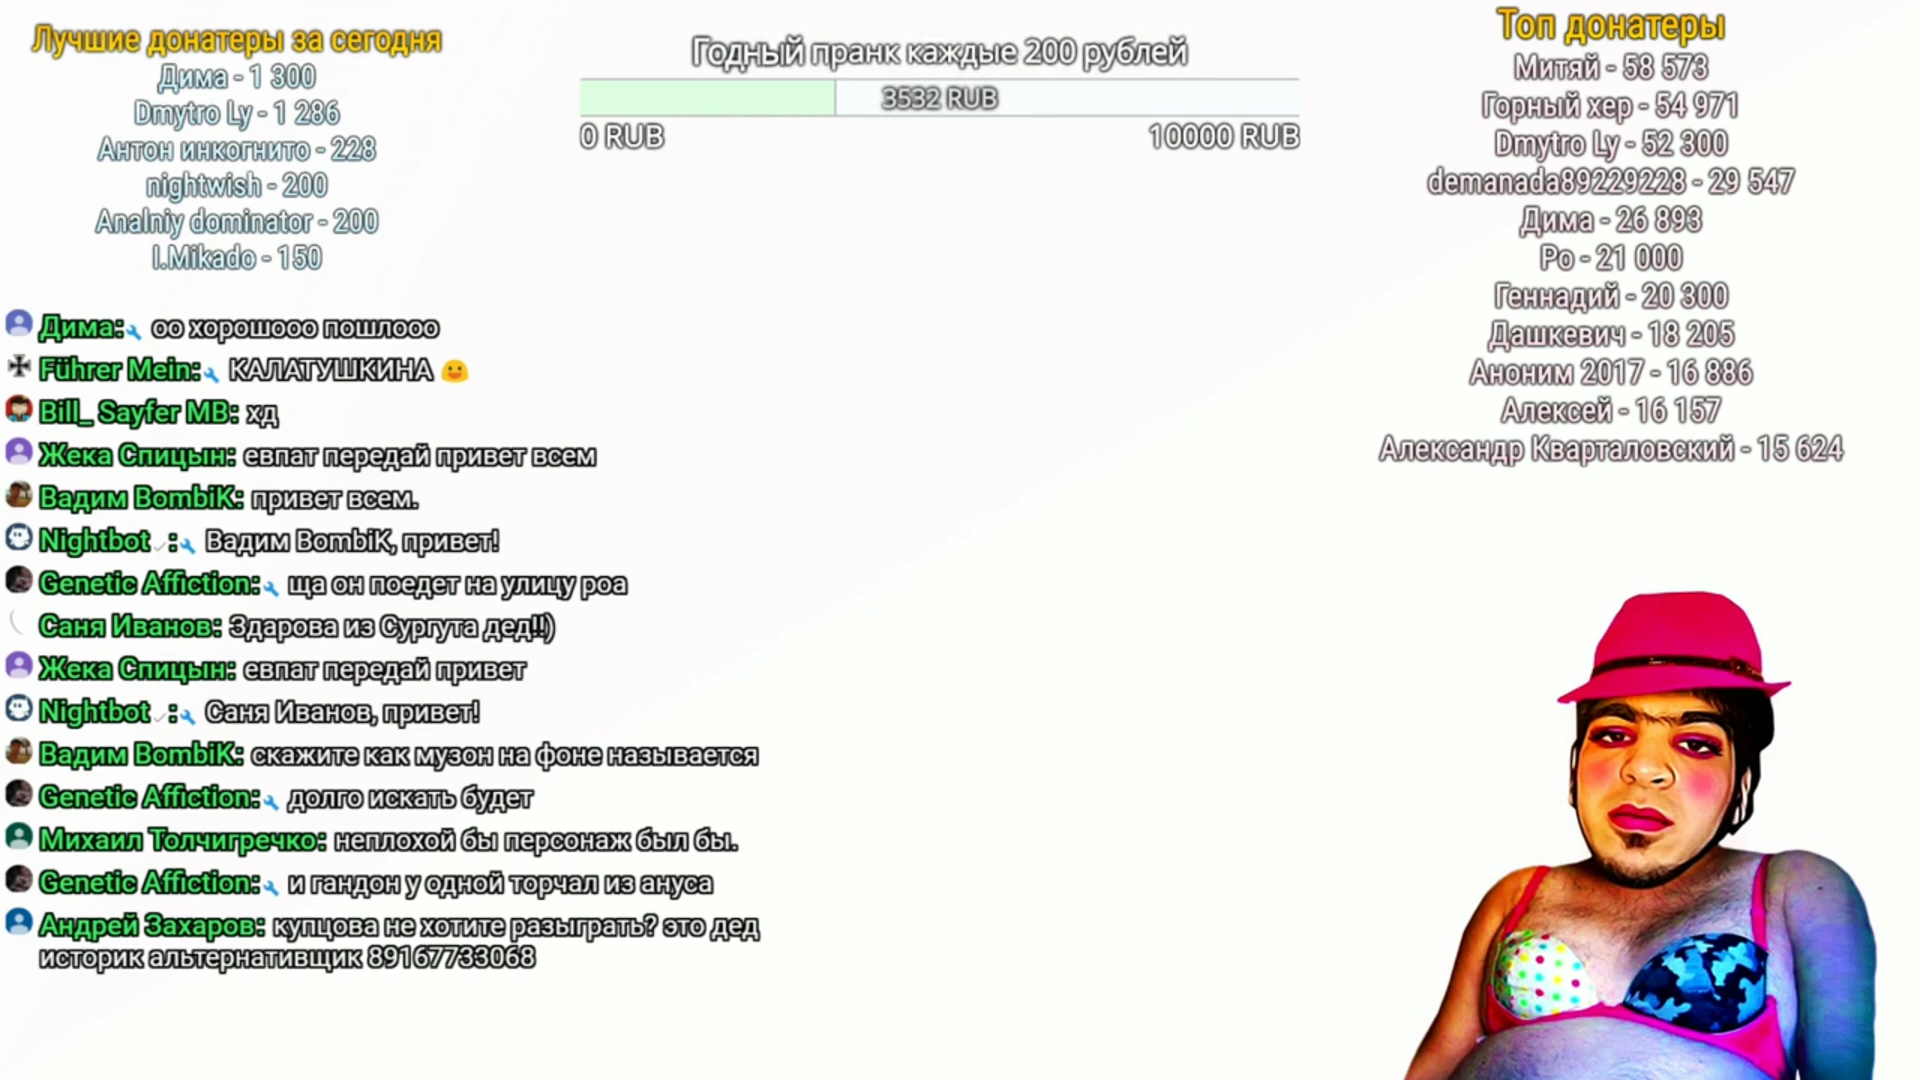 Лучшие донатеры за сегодня
Дима - 1 300
Dmytro Ly - 1 286
Антон инкогнито - 228
nightwish - 200
Analniy dominator - 200
I.Mikado - 150
Годный пранк каждые 200 рублей
3532 RUB
0 RUB
10000 RUB
Топ донатеры
Митяй - 58 573
Горный хер - 54 971
Dmytro Ly - 52 300
demanada89229228 - 29 547
Дима - 26 893
Ро - 21 000
Геннадий - 20 300
Дашкевич - 18 205
Аноним 2017 - 16 886
Алексей - 16 157
Александр Кварталовский - 15 624
Дима: оо хорошооо пошлооо
Führer Mein: КАЛАТУШКИНА
Bill_ Sayfer MB: хд
Жека Спицын: евпат передай привет всем
Вадим BombiK: привет всем.
Nightbot: Вадим BombiK, привет!
Genetic Affiction: ща он поедет на улицу роа
Саня Иванов: Здарова из Сургута дед!!)
Жека Спицын: евпат передай привет
Nightbot: Саня Иванов, привет!
Вадим BombiK: скажите как музон на фоне называется
Genetic Affiction: долго искать будет
Михаил Толчигречко: неплохой бы персонаж был бы.
Genetic Affiction: и гандон у одной торчал из ануса
Андрей Захаров: купцова не хотите разыграть? это дед
историк альтернативщик 89167733068